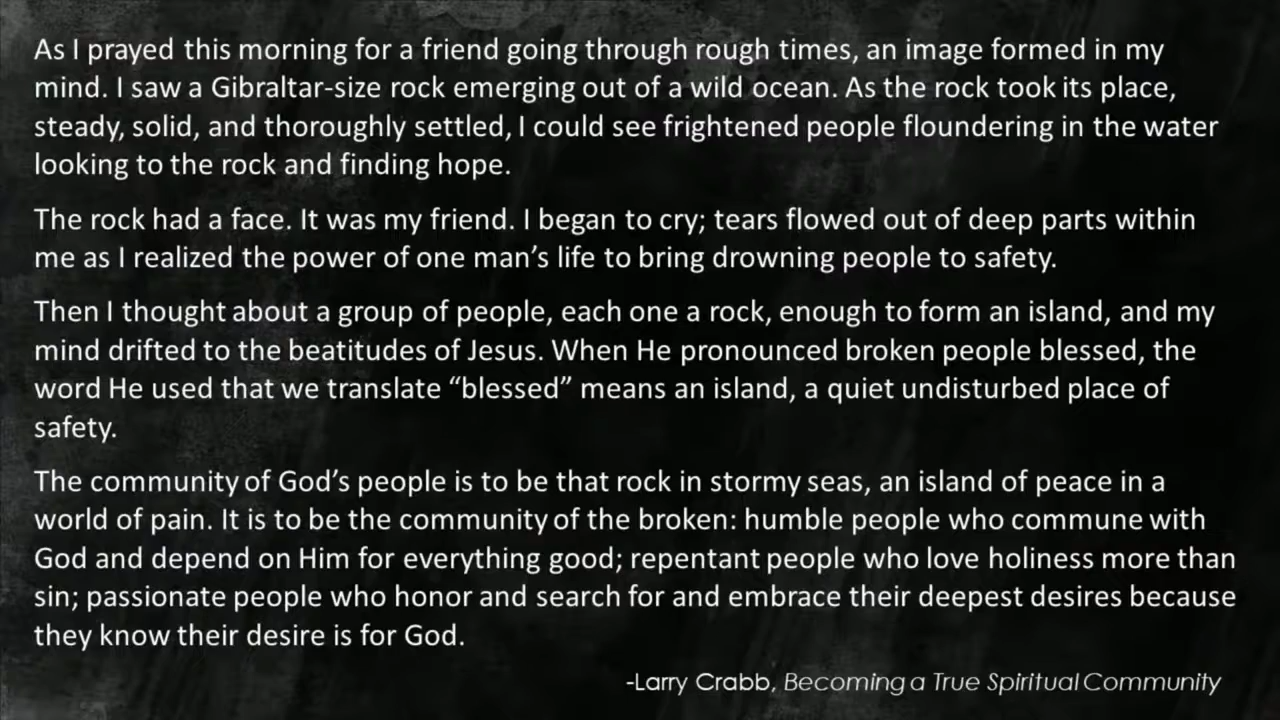 As I prayed this morning for a friend going through rough times, an image formed in my
mind. I saw a Gibraltar-size rock emerging out of a wild ocean. As the rock took its place,
steady, solid, and thoroughly settled, I could see frightened people floundering in the water
looking to the rock and finding hope.
The rock had a face. It was my friend. I began to cry; tears flowed out of deep parts within
me as I realized the power of one man’s life to bring drowning people to safety.
Then I thought about a group of people, each one a rock, enough to form an island, and my
mind drifted to the beatitudes of Jesus. When He pronounced broken people blessed, the
word He used that we translate “blessed” means an island, a quiet undisturbed place of
safety.
The community of God’s people is to be that rock in stormy seas, an island of peace in a
world of pain. It is to be the community of the broken: humble people who commune with
God and depend on Him for everything good; repentant people who love holiness more than
sin; passionate people who honor and search for and embrace their deepest desires because
they know their desire is for God.
-Larry Crabb, Becoming a True Spiritual Community